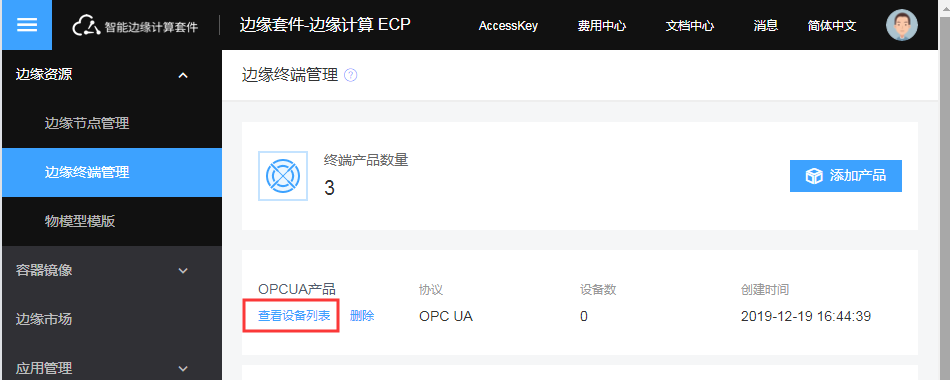 智能边缘计算套件
边缘套件-边缘计算 ECP
AccessKey
费用中心
文档中心
消息
简体中文
边缘资源
边缘节点管理
边缘终端管理
物模型模版
容器镜像
边缘市场
应用管理
边缘终端管理 ?
终端产品数量
3
添加产品
OPCUA产品
协议
设备数
创建时间
查看设备列表
删除
OPC UA
0
2019-12-19 16:44:39